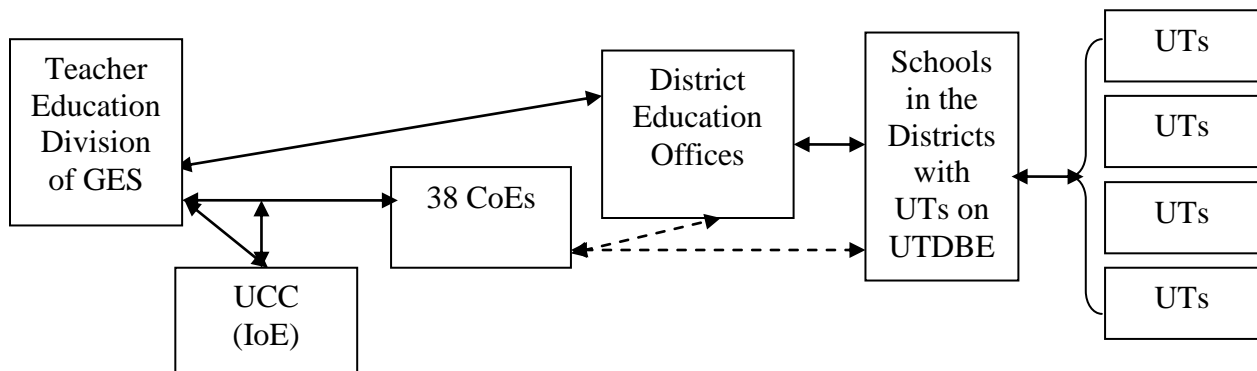 Teacher
Education
Division
of GES
UCC
(IoE)
38 CoEs
District
Education
Offices
Schools
in the
Districts
with
UTs on
UTDBE
UTs
UTs
UTs
UTs